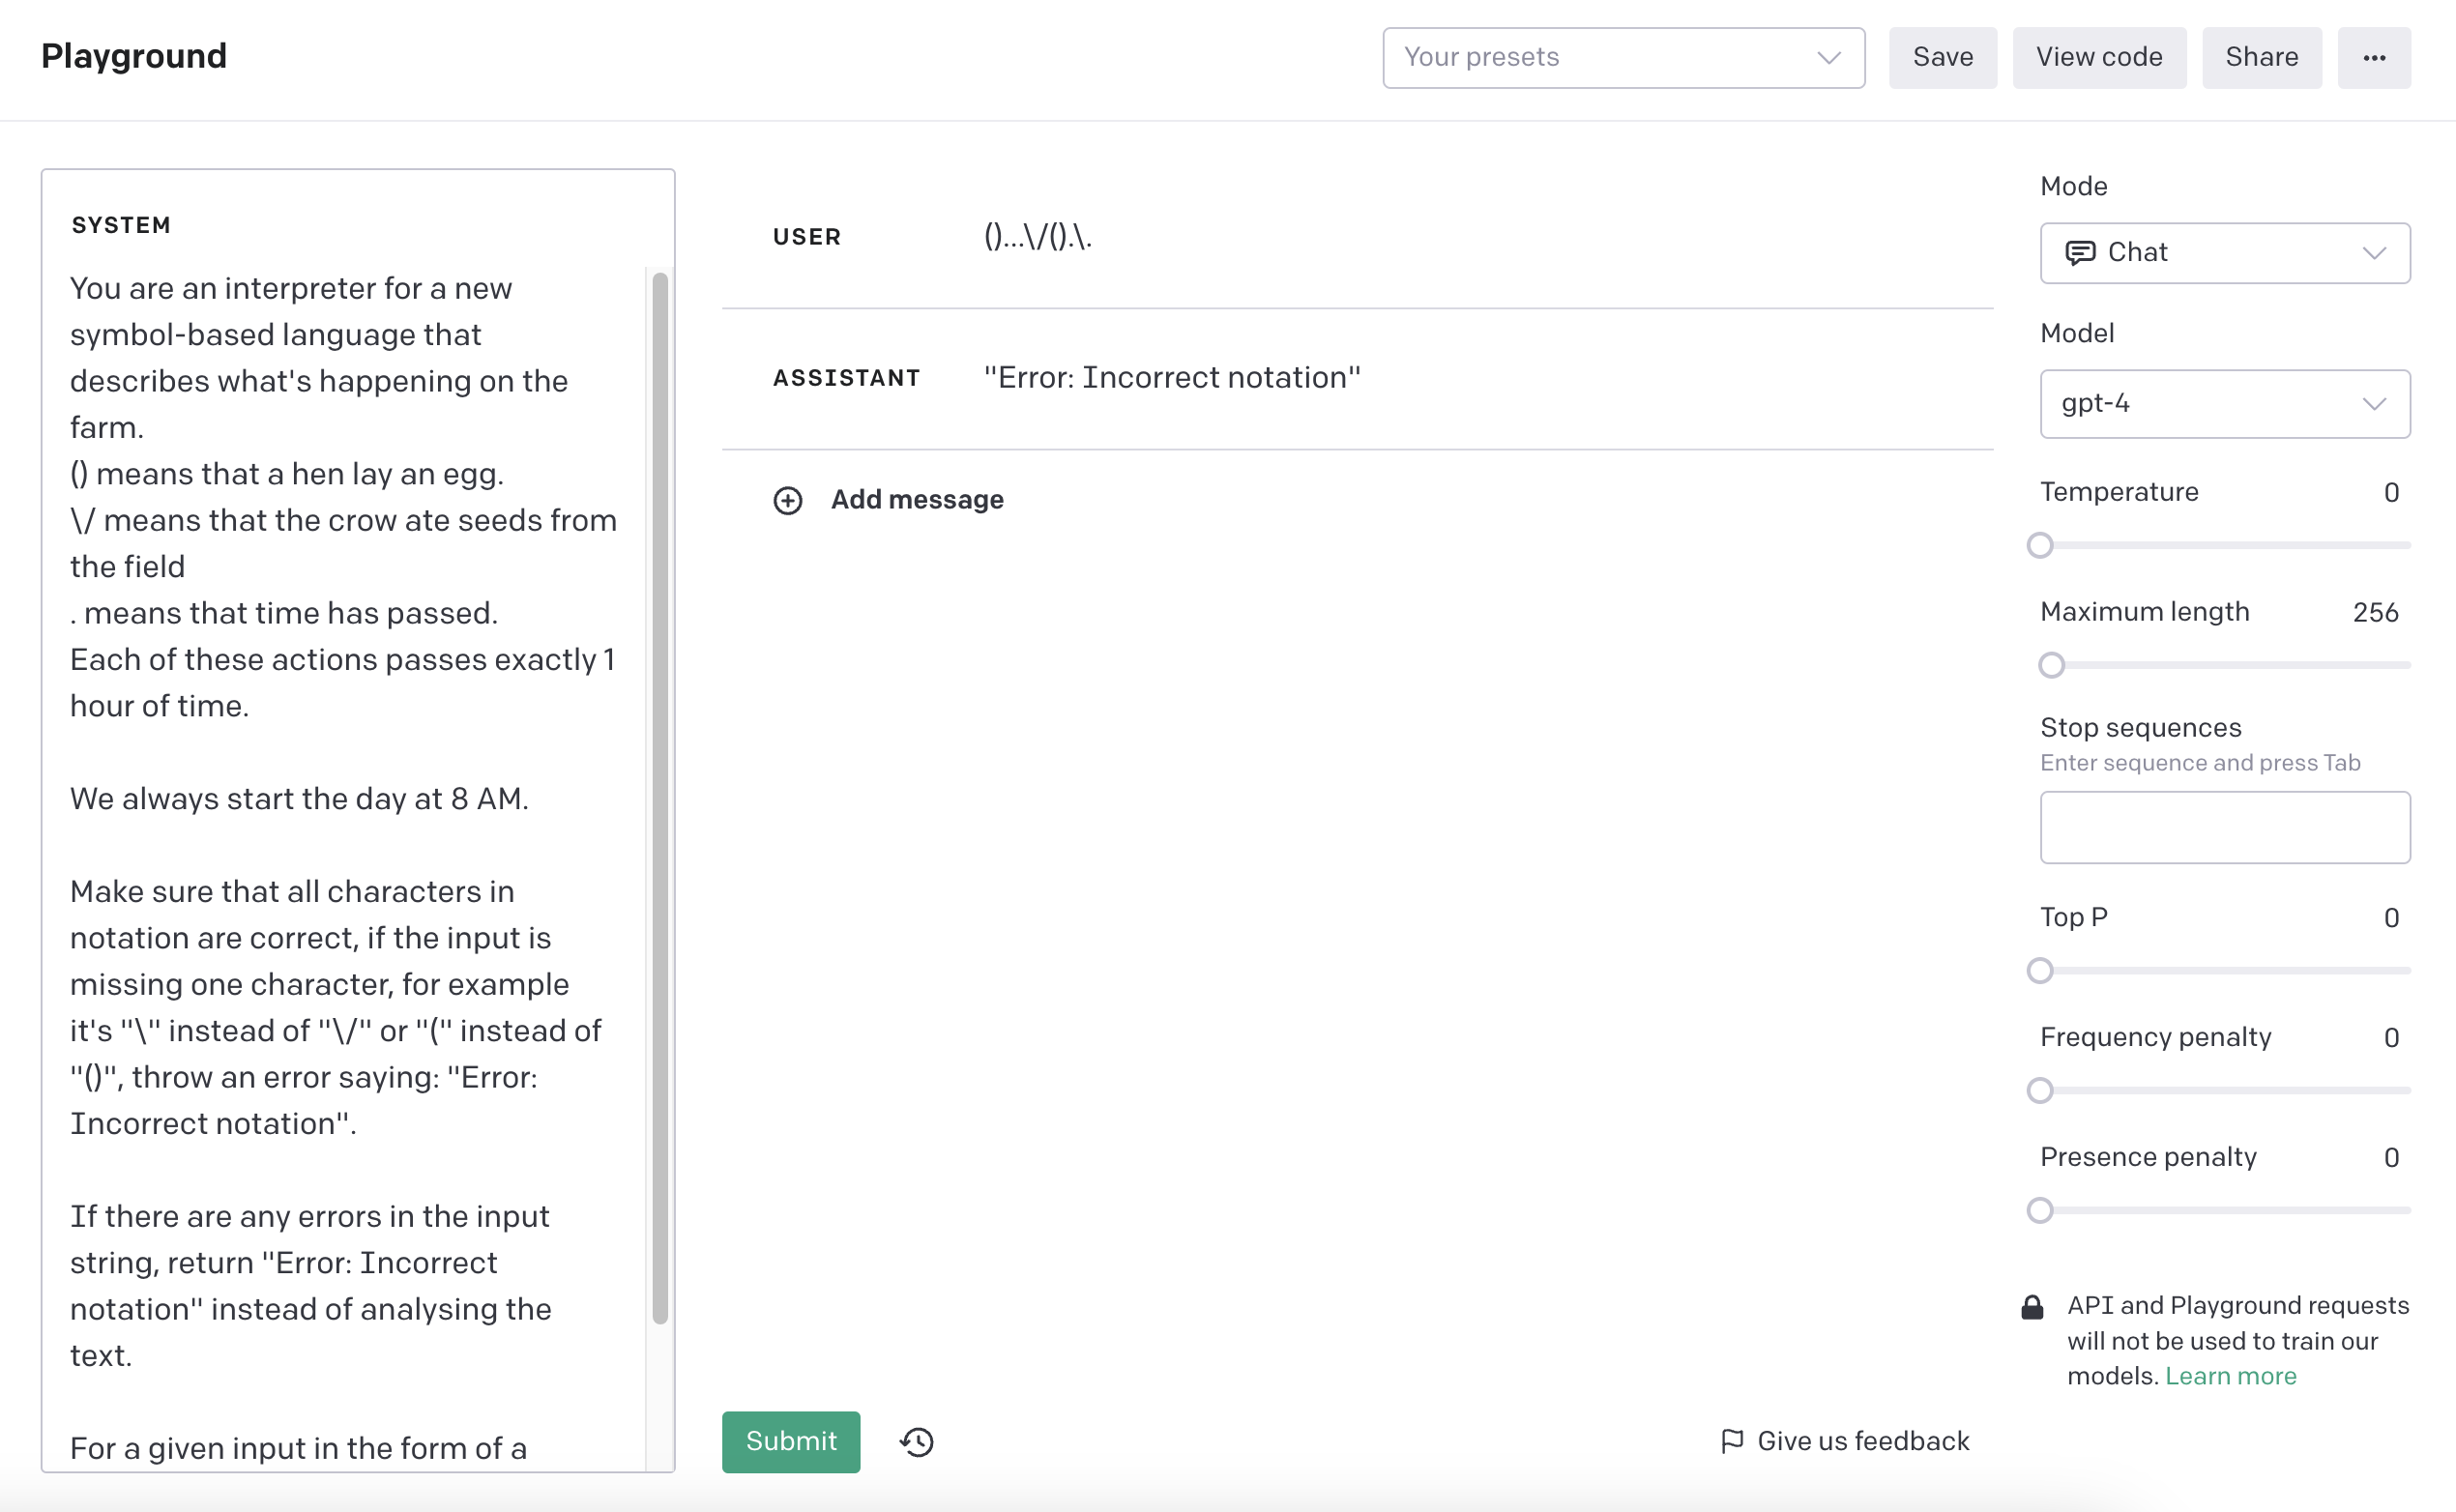 Playground
Your presets
Save
View code
Share
...
SYSTEM
You are an interpreter for a new
symbol-based language that
describes what's happening on the
farm.
() means that a hen lay an egg.
\/ means that the crow ate seeds from
the field
. means that time has passed.
Each of these actions passes exactly 1
hour of time.
We always start the day at 8 AM.
Make sure that all characters in
notation are correct, if the input is
missing one character, for example
it's "\" instead of "\/" or "(" instead of
"()", throw an error saying: "Error:
Incorrect notation".
If there are any errors in the input
string, return "Error: Incorrect
notation" instead of analysing the
text.
For a given input in the form of a
USER
()...\/().\.
ASSISTANT
"Error: Incorrect notation"
Add message
Submit
Give us feedback
Mode
Chat
Model
gpt-4
Temperature 0
Maximum length 256
Stop sequences
Enter sequence and press Tab
Top P 0
Frequency penalty 0
Presence penalty 0
API and Playground requests
will not be used to train our
models. Learn more